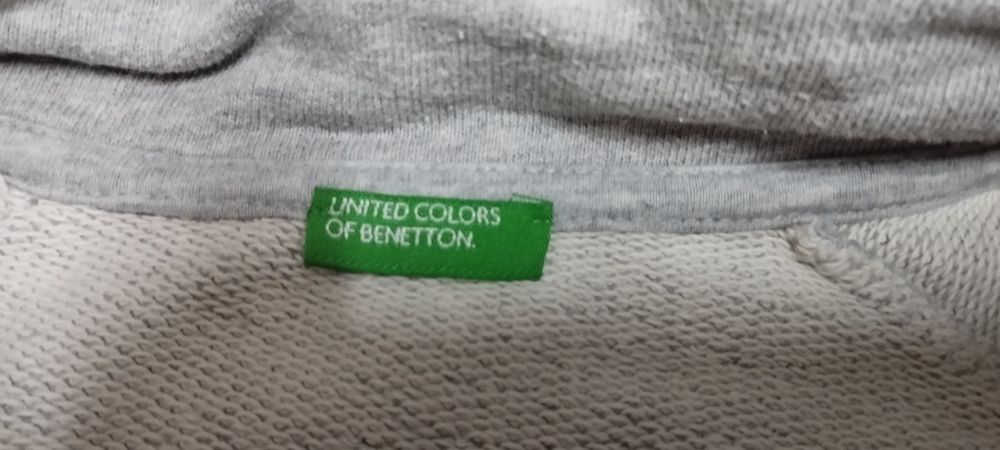 UNITED COLORS
OF BENETTON.